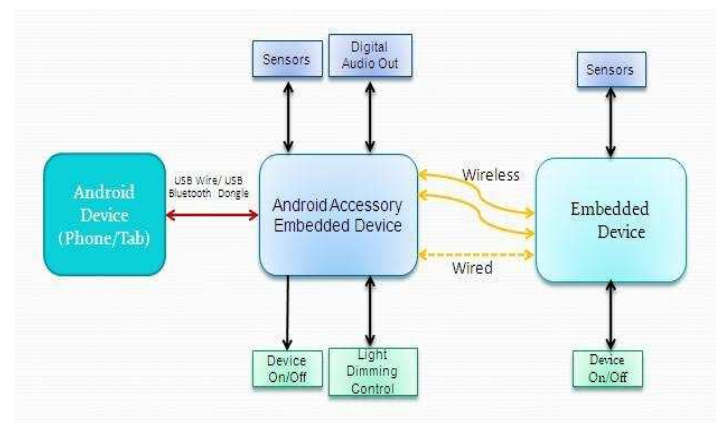 Sensors
Digital
Audio Out
Sensors
Android
Device
(Phone/Tab)
USB Wire/ USB
Bluetooth Dongle
Android Accessory
Embedded Device
Wireless
Wired
Embedded
Device
Device
On/Off
Light
Dimming
Control
Device
On/Off